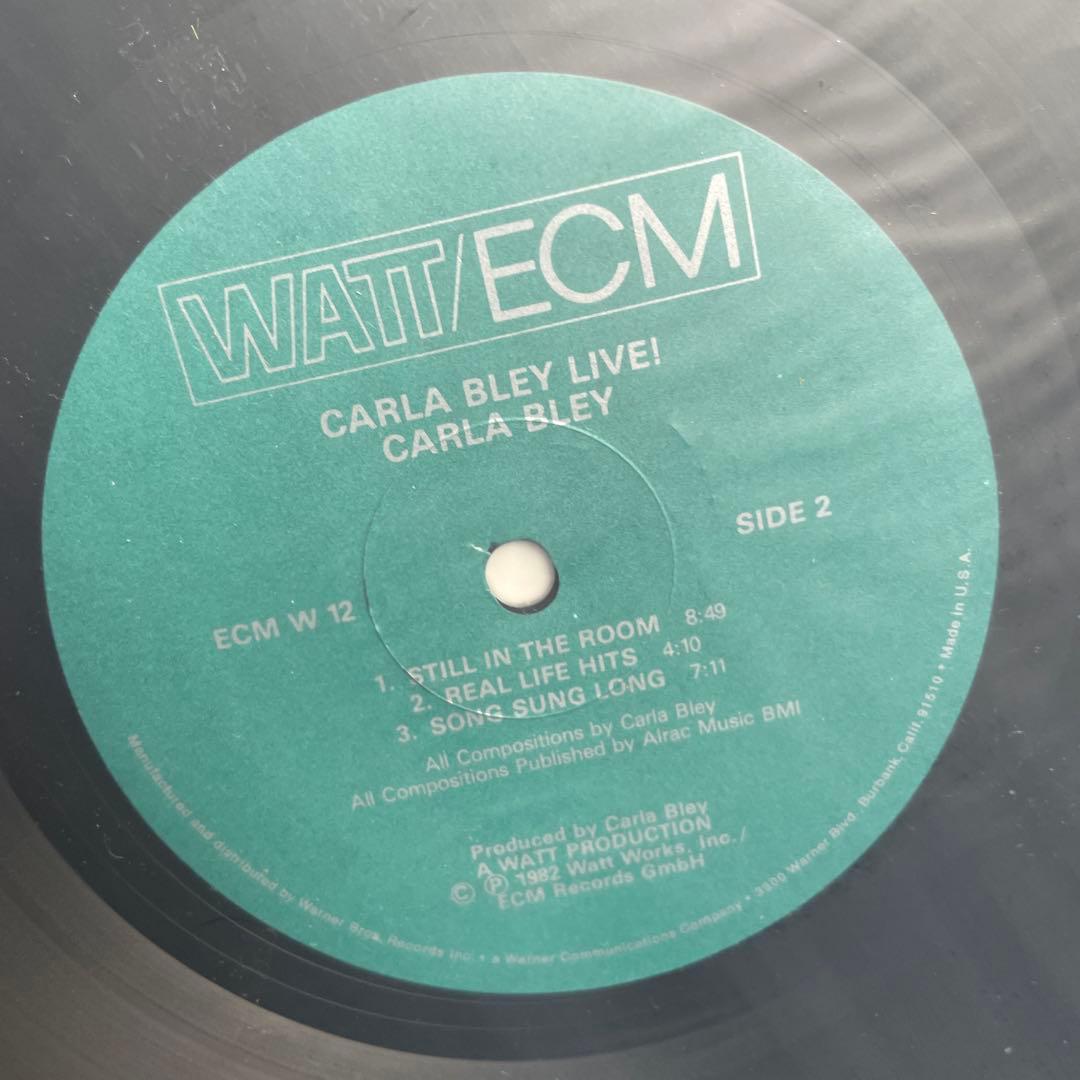 WATT/ECM
CARLA BLEY LIVE!
CARLA BLEY
SIDE 2
ECM W 12
1. STILL IN THE ROOM 8:49
2. REAL LIFE HITS 4:10
3. SONG SUNG LONG 7:11
All Compositions by Carla Bley
All Compositions Published by Alrac Music BMI
Produced by Carla Bley
A WATT PRODUCTION
© ℗ 1982 Watt Works, Inc./
ECM Records GmbH
Manufactured and distributed by Warner Bros. Records Inc. • a Warner Communications Company • 3300 Warner Blvd. Burbank, Calif. 91510 • Made in U.S.A.